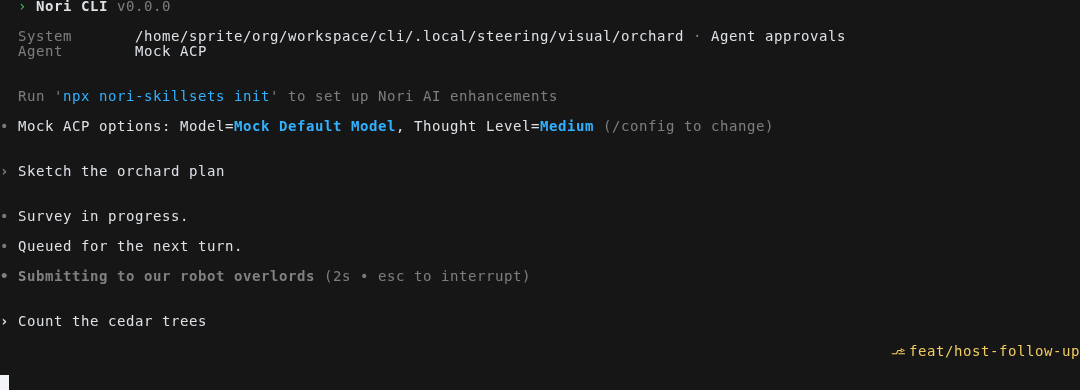 › Nori CLI v0.0.0
System /home/sprite/org/workspace/cli/.local/steering/visual/orchard · Agent approvals
Agent Mock ACP
Run 'npx nori-skillsets init' to set up Nori AI enhancements
• Mock ACP options: Model=Mock Default Model, Thought Level=Medium (/config to change)
› Sketch the orchard plan
• Survey in progress.
• Queued for the next turn.
• Submitting to our robot overlords (2s • esc to interrupt)
› Count the cedar trees
feat/host-follow-up